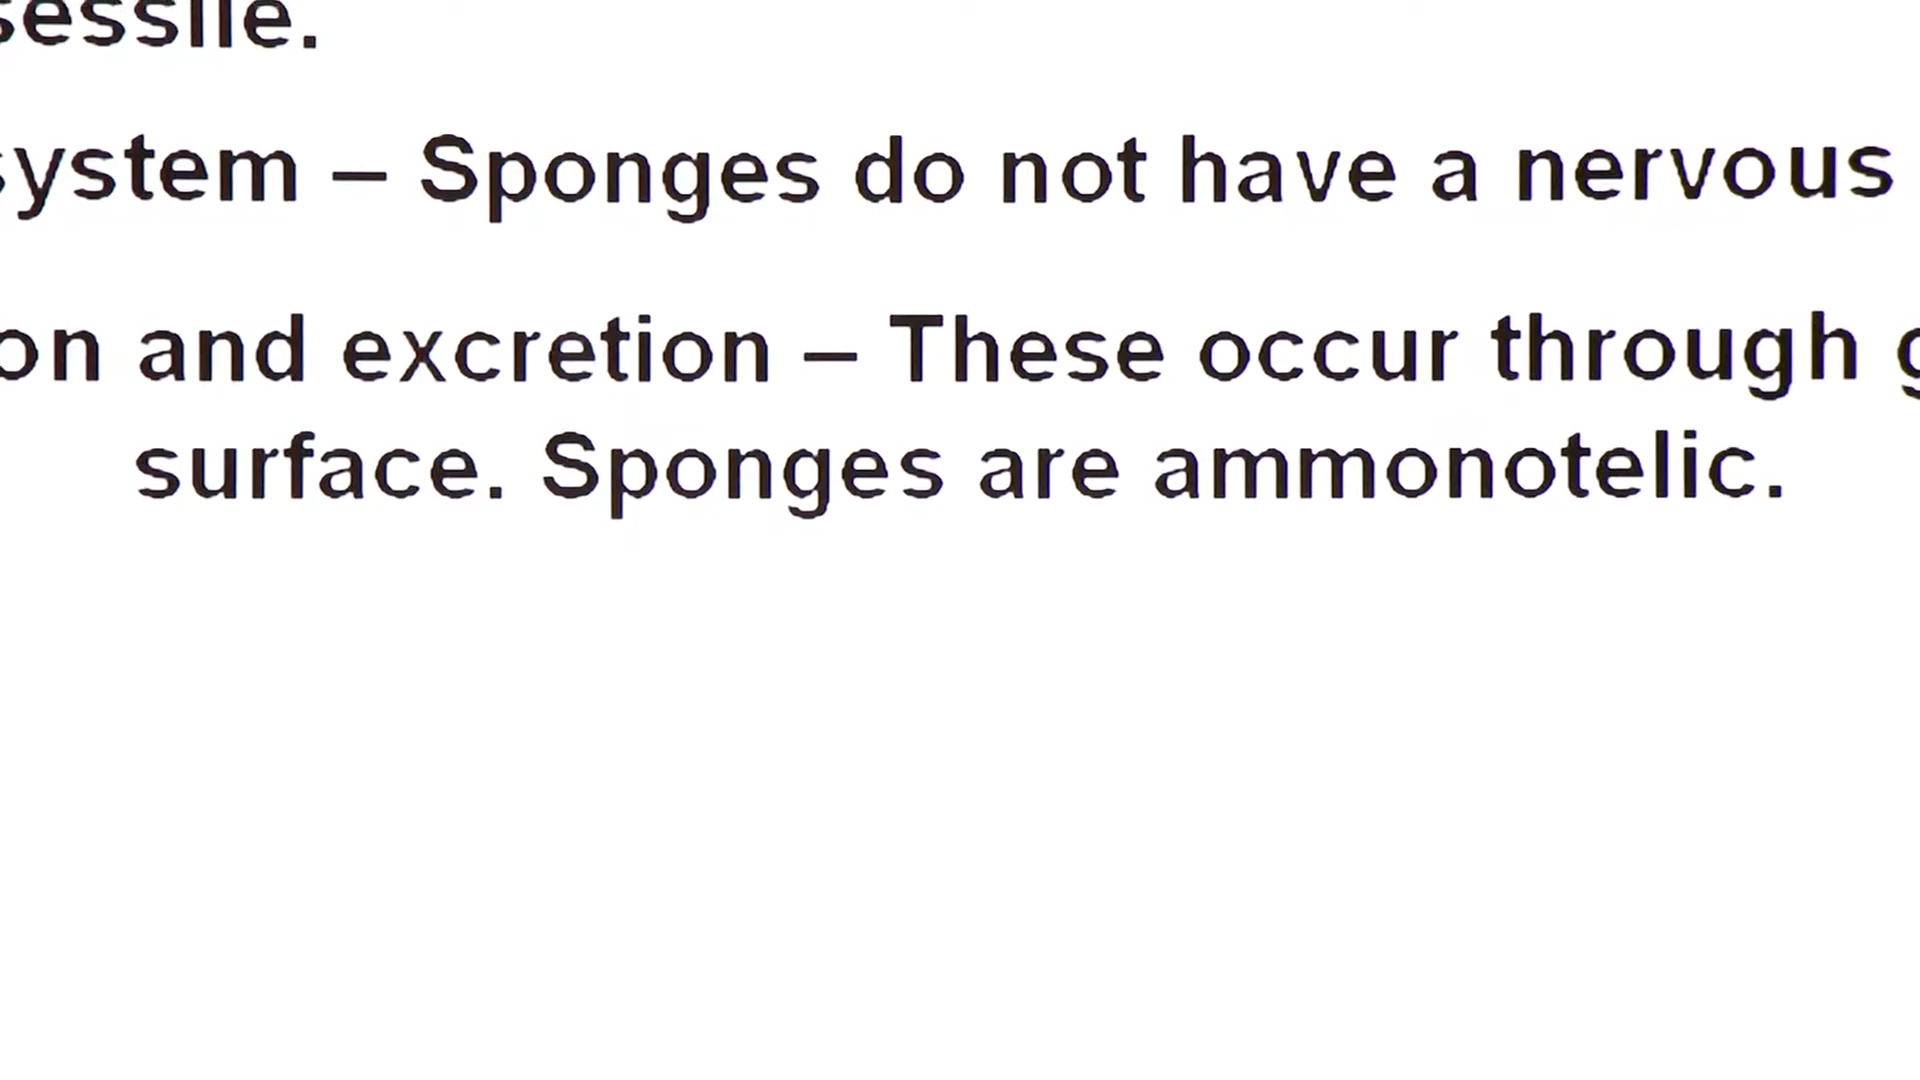 sessile.
system – Sponges do not have a nervous
on and excretion – These occur through g
surface. Sponges are ammonotelic.